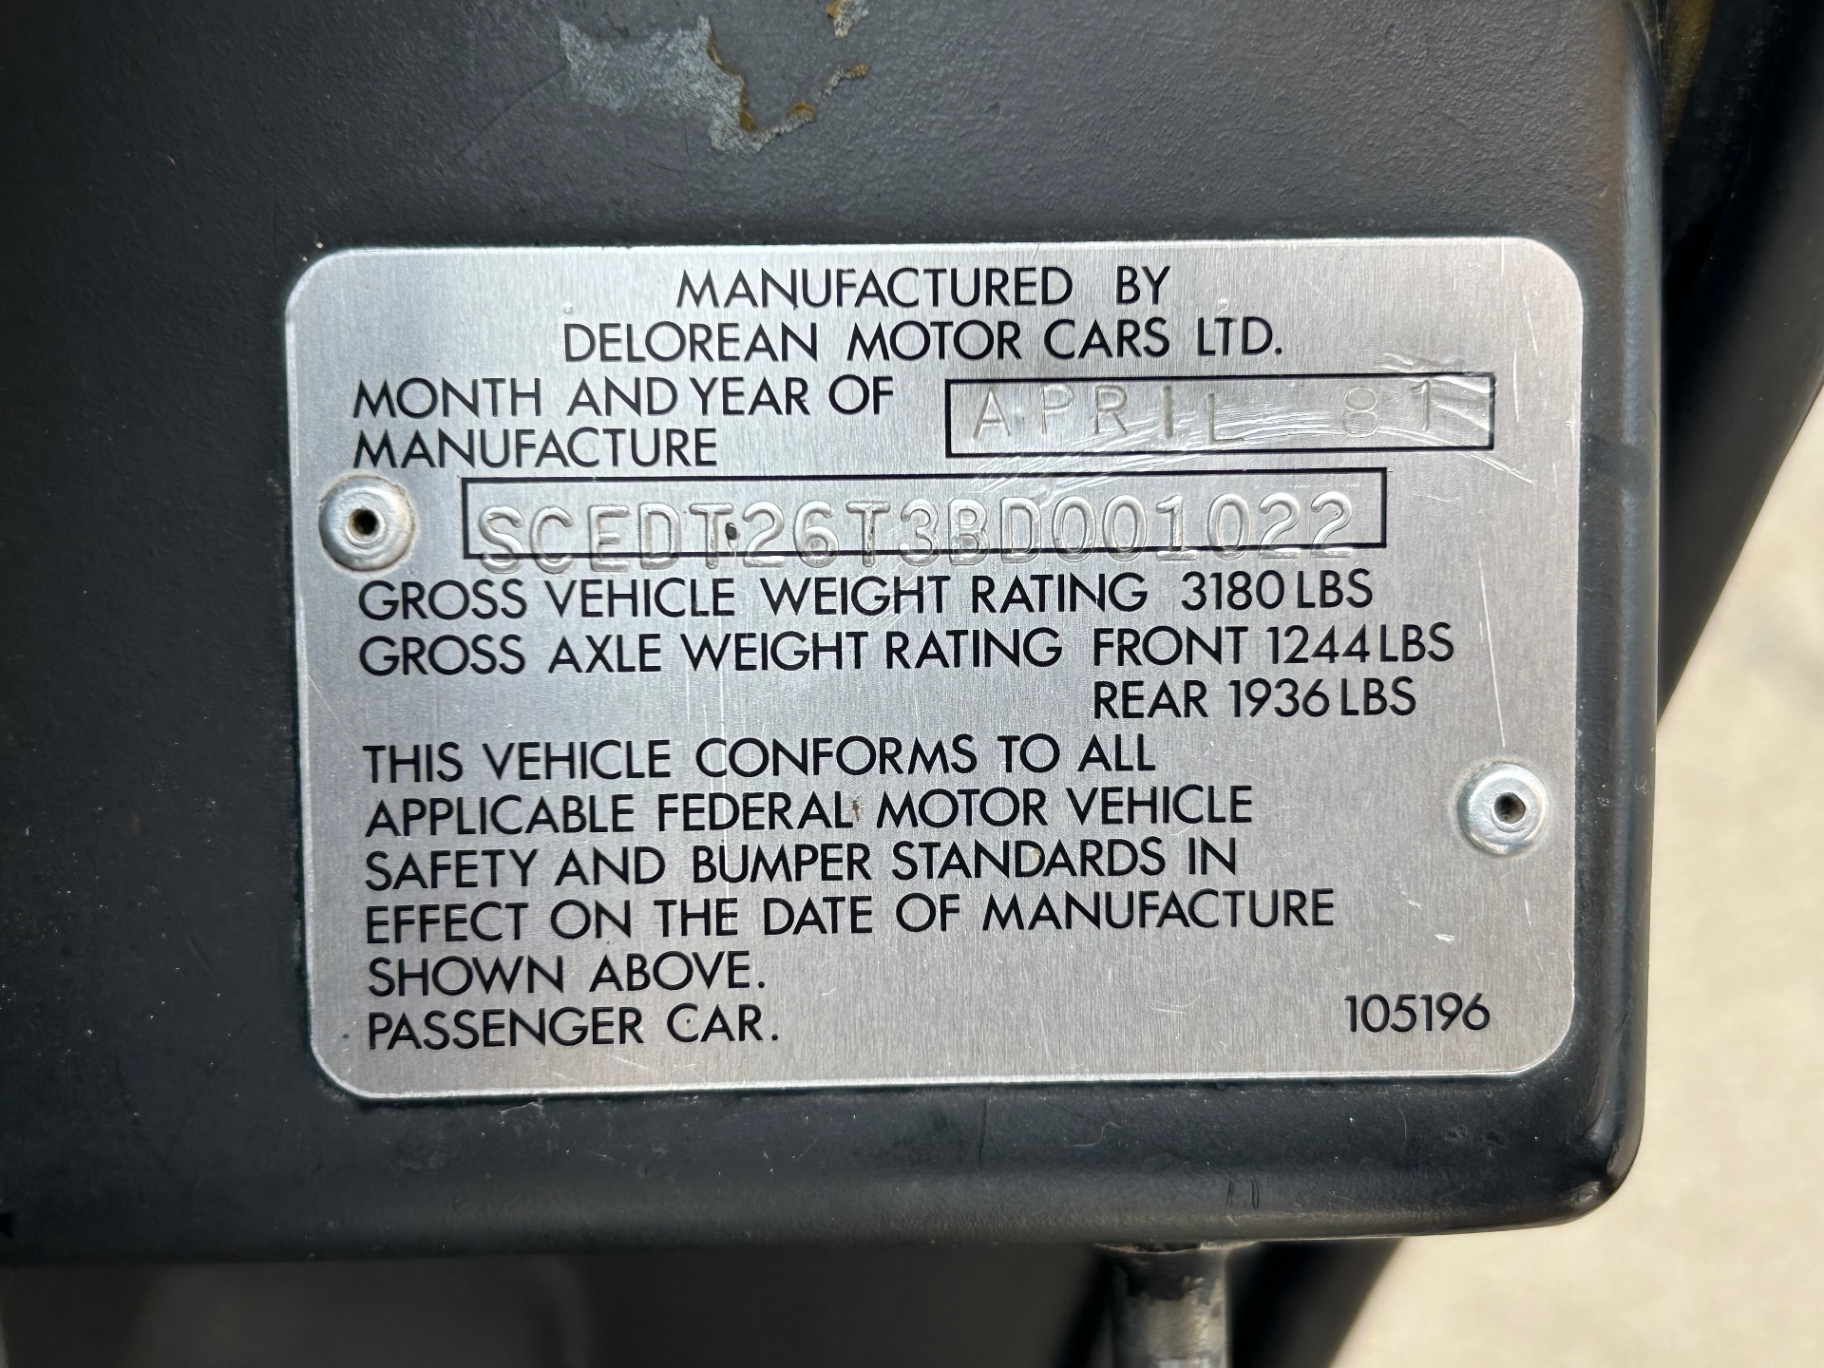 MANUFACTURED BY
DELOREAN MOTOR CARS LTD.
MONTH AND YEAR OF
MANUFACTURE
APRIL 81
SCEDT26T3BD001022
GROSS VEHICLE WEIGHT RATING 3180 LBS
GROSS AXLE WEIGHT RATING FRONT 1244 LBS
REAR 1936 LBS
THIS VEHICLE CONFORMS TO ALL
APPLICABLE FEDERAL MOTOR VEHICLE
SAFETY AND BUMPER STANDARDS IN
EFFECT ON THE DATE OF MANUFACTURE
SHOWN ABOVE.
PASSENGER CAR.
105196